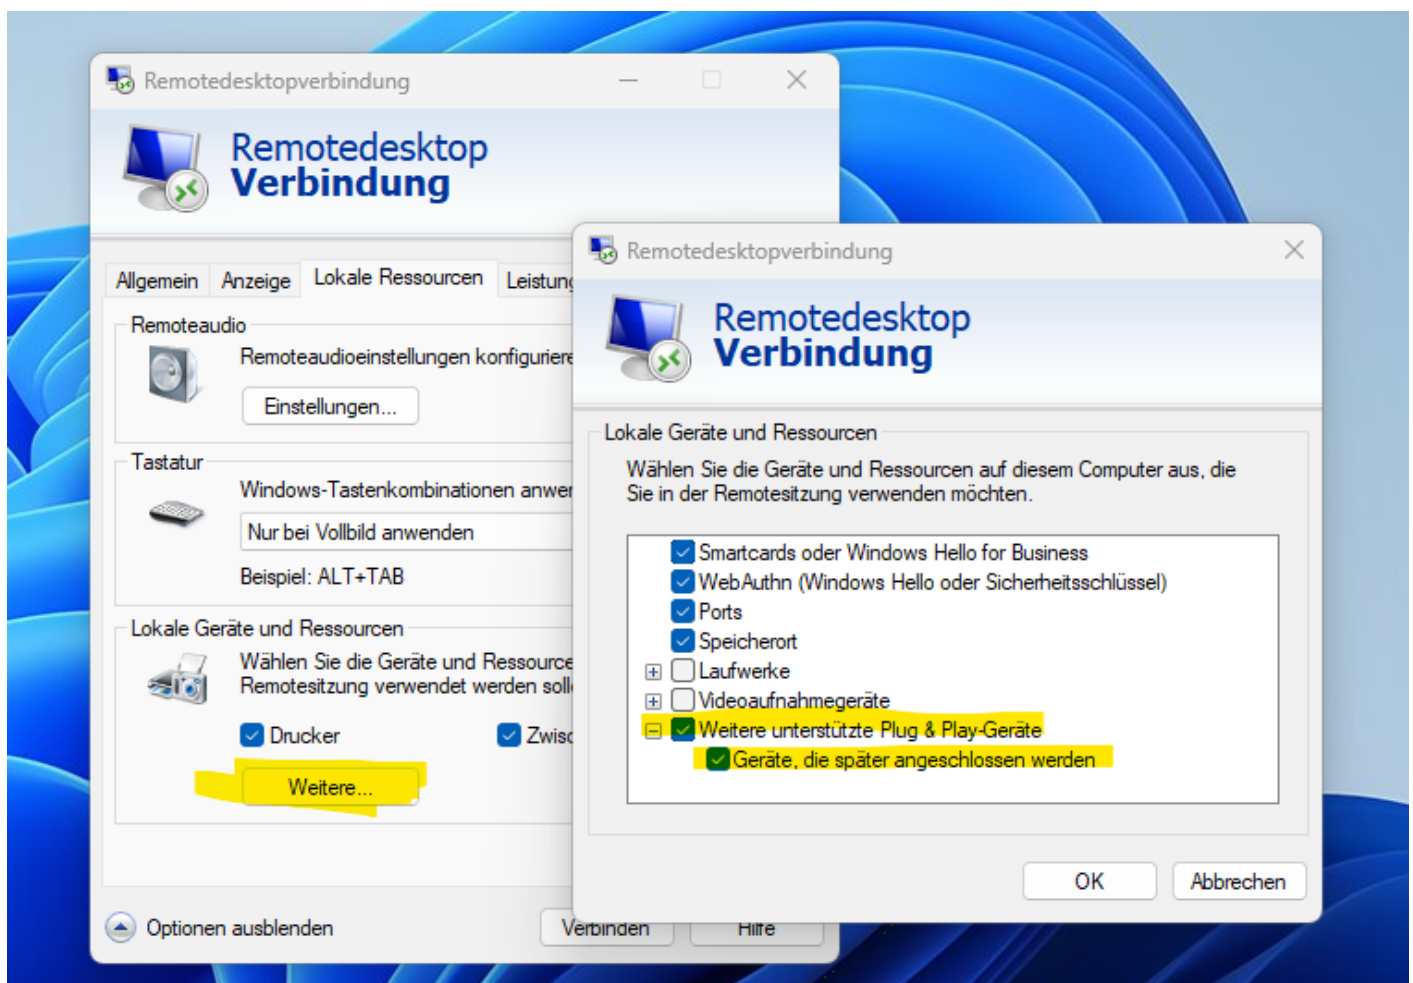 Remotedesktopverbindung
Remotedesktop
Verbindung
Allgemein
Anzeige
Lokale Ressourcen
Leistung
Remoteaudio
Remoteaudioeinstellungen konfiguriere
Einstellungen...
Tastatur
Windows-Tastenkombinationen anwen
Nur bei Vollbild anwenden
Beispiel: ALT+TAB
Lokale Geräte und Ressourcen
Wählen Sie die Geräte und Ressource
Remotesitzung verwendet werden solle
Drucker
Zwisc
Weitere...
Optionen ausblenden
Verbinden
Hilfe
Remotedesktopverbindung
Remotedesktop
Verbindung
Lokale Geräte und Ressourcen
Wählen Sie die Geräte und Ressourcen auf diesem Computer aus, die
Sie in der Remotesitzung verwenden möchten.
Smartcards oder Windows Hello for Business
WebAuthn (Windows Hello oder Sicherheitsschlüssel)
Ports
Speicherort
Laufwerke
Videoaufnahmegeräte
Weitere unterstützte Plug & Play-Geräte
Geräte, die später angeschlossen werden
OK
Abbrechen